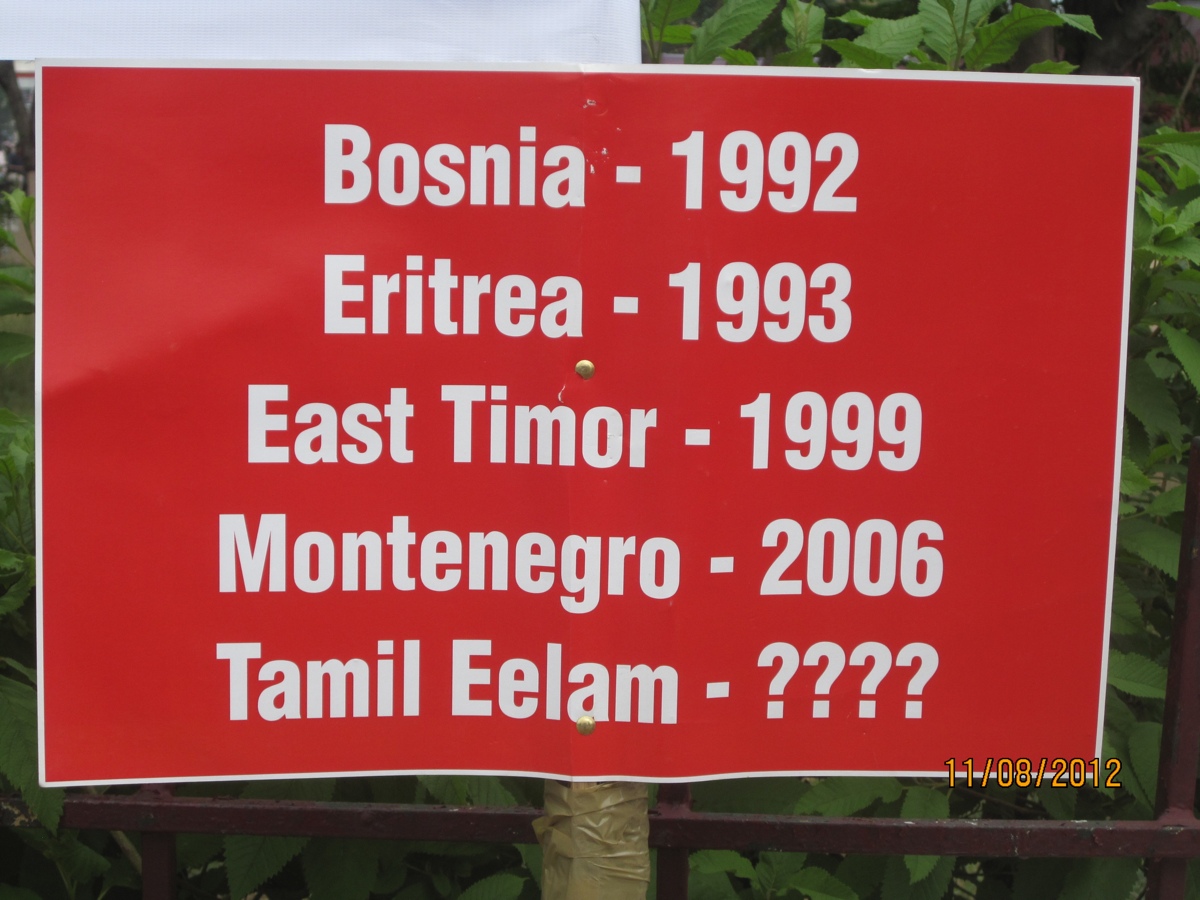 Bosnia - 1992
Eritrea - 1993
East Timor - 1999
Montenegro - 2006
Tamil Eelam - ????
11/08/2012